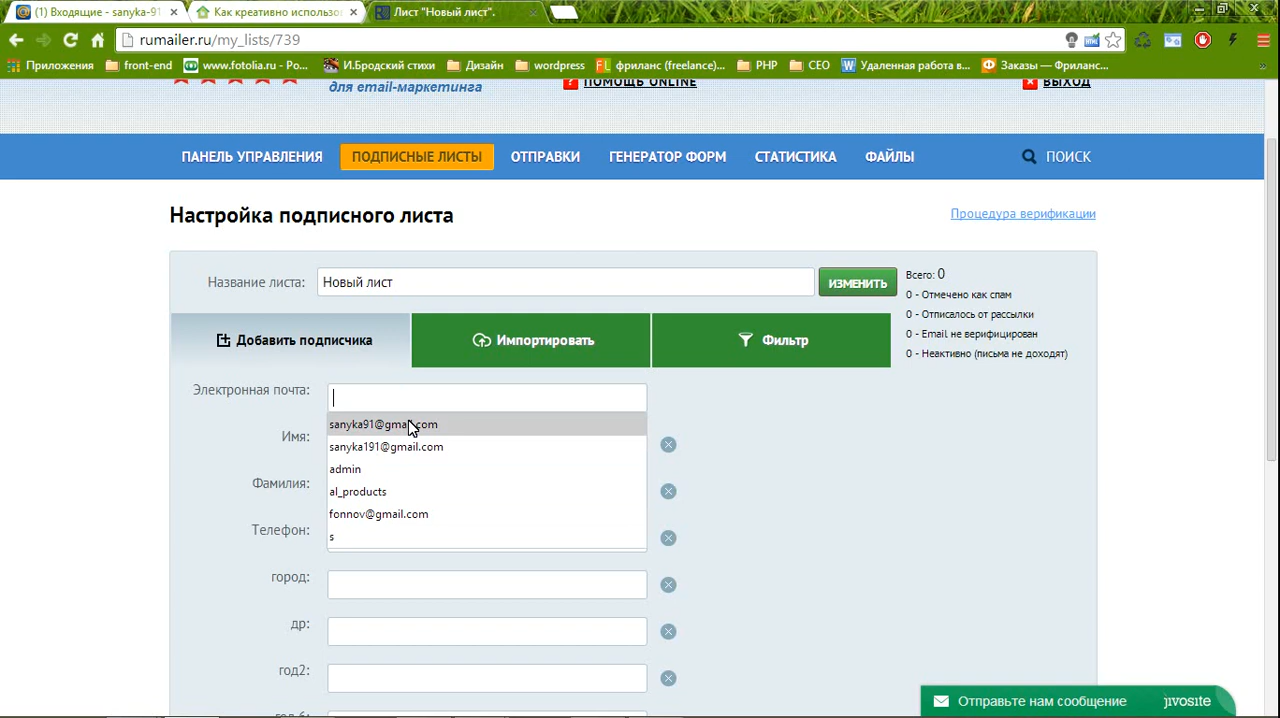 (1) Входящие - sanyka-91
Как креативно использо
Лист "Новый лист".
rumailer.ru/my_lists/739
Приложения
front-end
www.fotolia.ru - Po...
И.Бродский стихи
Дизайн
wordpress
фриланс (freelance)...
PHP
СЕО
Удаленная работа в...
Заказы — Фриланс...
для email-маркетинга
ПОМОЩЬ ONLINE
ВЫХОД
ПАНЕЛЬ УПРАВЛЕНИЯ
ПОДПИСНЫЕ ЛИСТЫ
ОТПРАВКИ
ГЕНЕРАТОР ФОРМ
СТАТИСТИКА
ФАЙЛЫ
ПОИСК
Настройка подписного листа
Процедура верификации
Название листа:
Новый лист
ИЗМЕНИТЬ
Всего: 0
0 - Отмечено как спам
0 - Отписалось от рассылки
0 - Email не верифицирован
0 - Неактивно (письма не доходят)
Добавить подписчика
Импортировать
Фильтр
Электронная почта:
sanyka91@gmail.com
Имя:
sanyka191@gmail.com
admin
Фамилия:
al_products
fonnov@gmail.com
Телефон:
s
город:
др:
год2:
Отправьте нам сообщение
jivosite